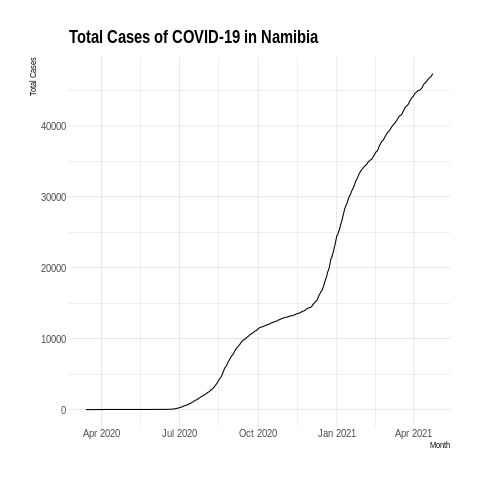 Total Cases of COVID-19 in Namibia
Total Cases
40000
30000
20000
10000
0
Apr 2020 Jul 2020 Oct 2020 Jan 2021 Apr 2021
Month